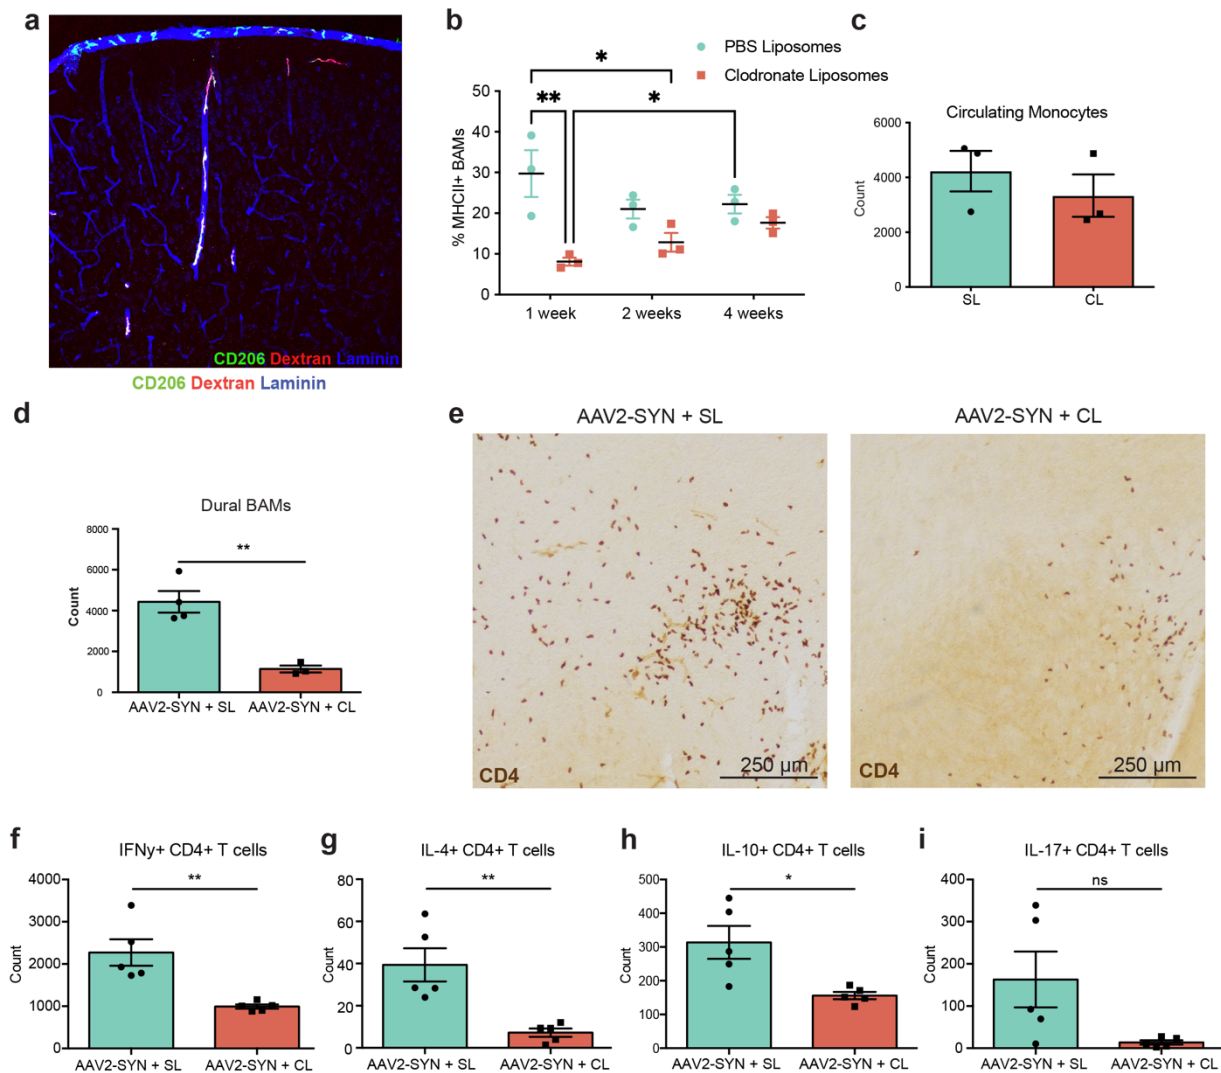 a
CD206 Dextran Laminin
CD206 Dextran Laminin
b
PBS Liposomes
Clodronate Liposomes
*
** *
50
40
30
20
10
0
% MHCII+ BAMs
1 week 2 weeks 4 weeks
c
Circulating Monocytes
6000
4000
2000
0
Count
SL CL
d
Dural BAMs
**
8000
6000
4000
2000
0
Count
AAV2-SYN + SL AAV2-SYN + CL
e
AAV2-SYN + SL AAV2-SYN + CL
CD4 250 µm CD4 250 µm
f
IFNy+ CD4+ T cells
**
4000
3000
2000
1000
0
Count
AAV2-SYN + SL AAV2-SYN + CL
g
IL-4+ CD4+ T cells
**
80
60
40
20
0
Count
AAV2-SYN + SL AAV2-SYN + CL
h
IL-10+ CD4+ T cells
*
500
400
300
200
100
0
Count
AAV2-SYN + SL AAV2-SYN + CL
i
IL-17+ CD4+ T cells
ns
400
300
200
100
0
Count
AAV2-SYN + SL AAV2-SYN + CL